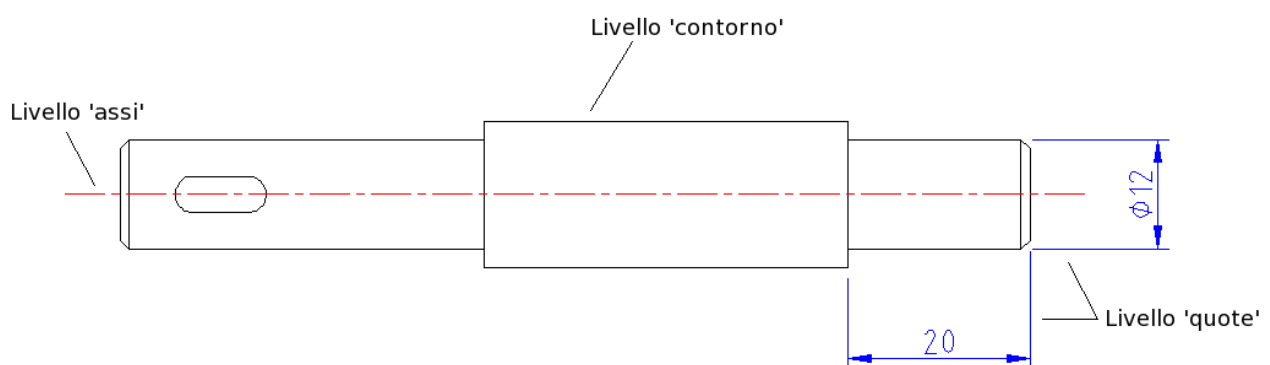 Livello 'contorno'
Livello 'assi'
ϕ12
Livello 'quote'
20